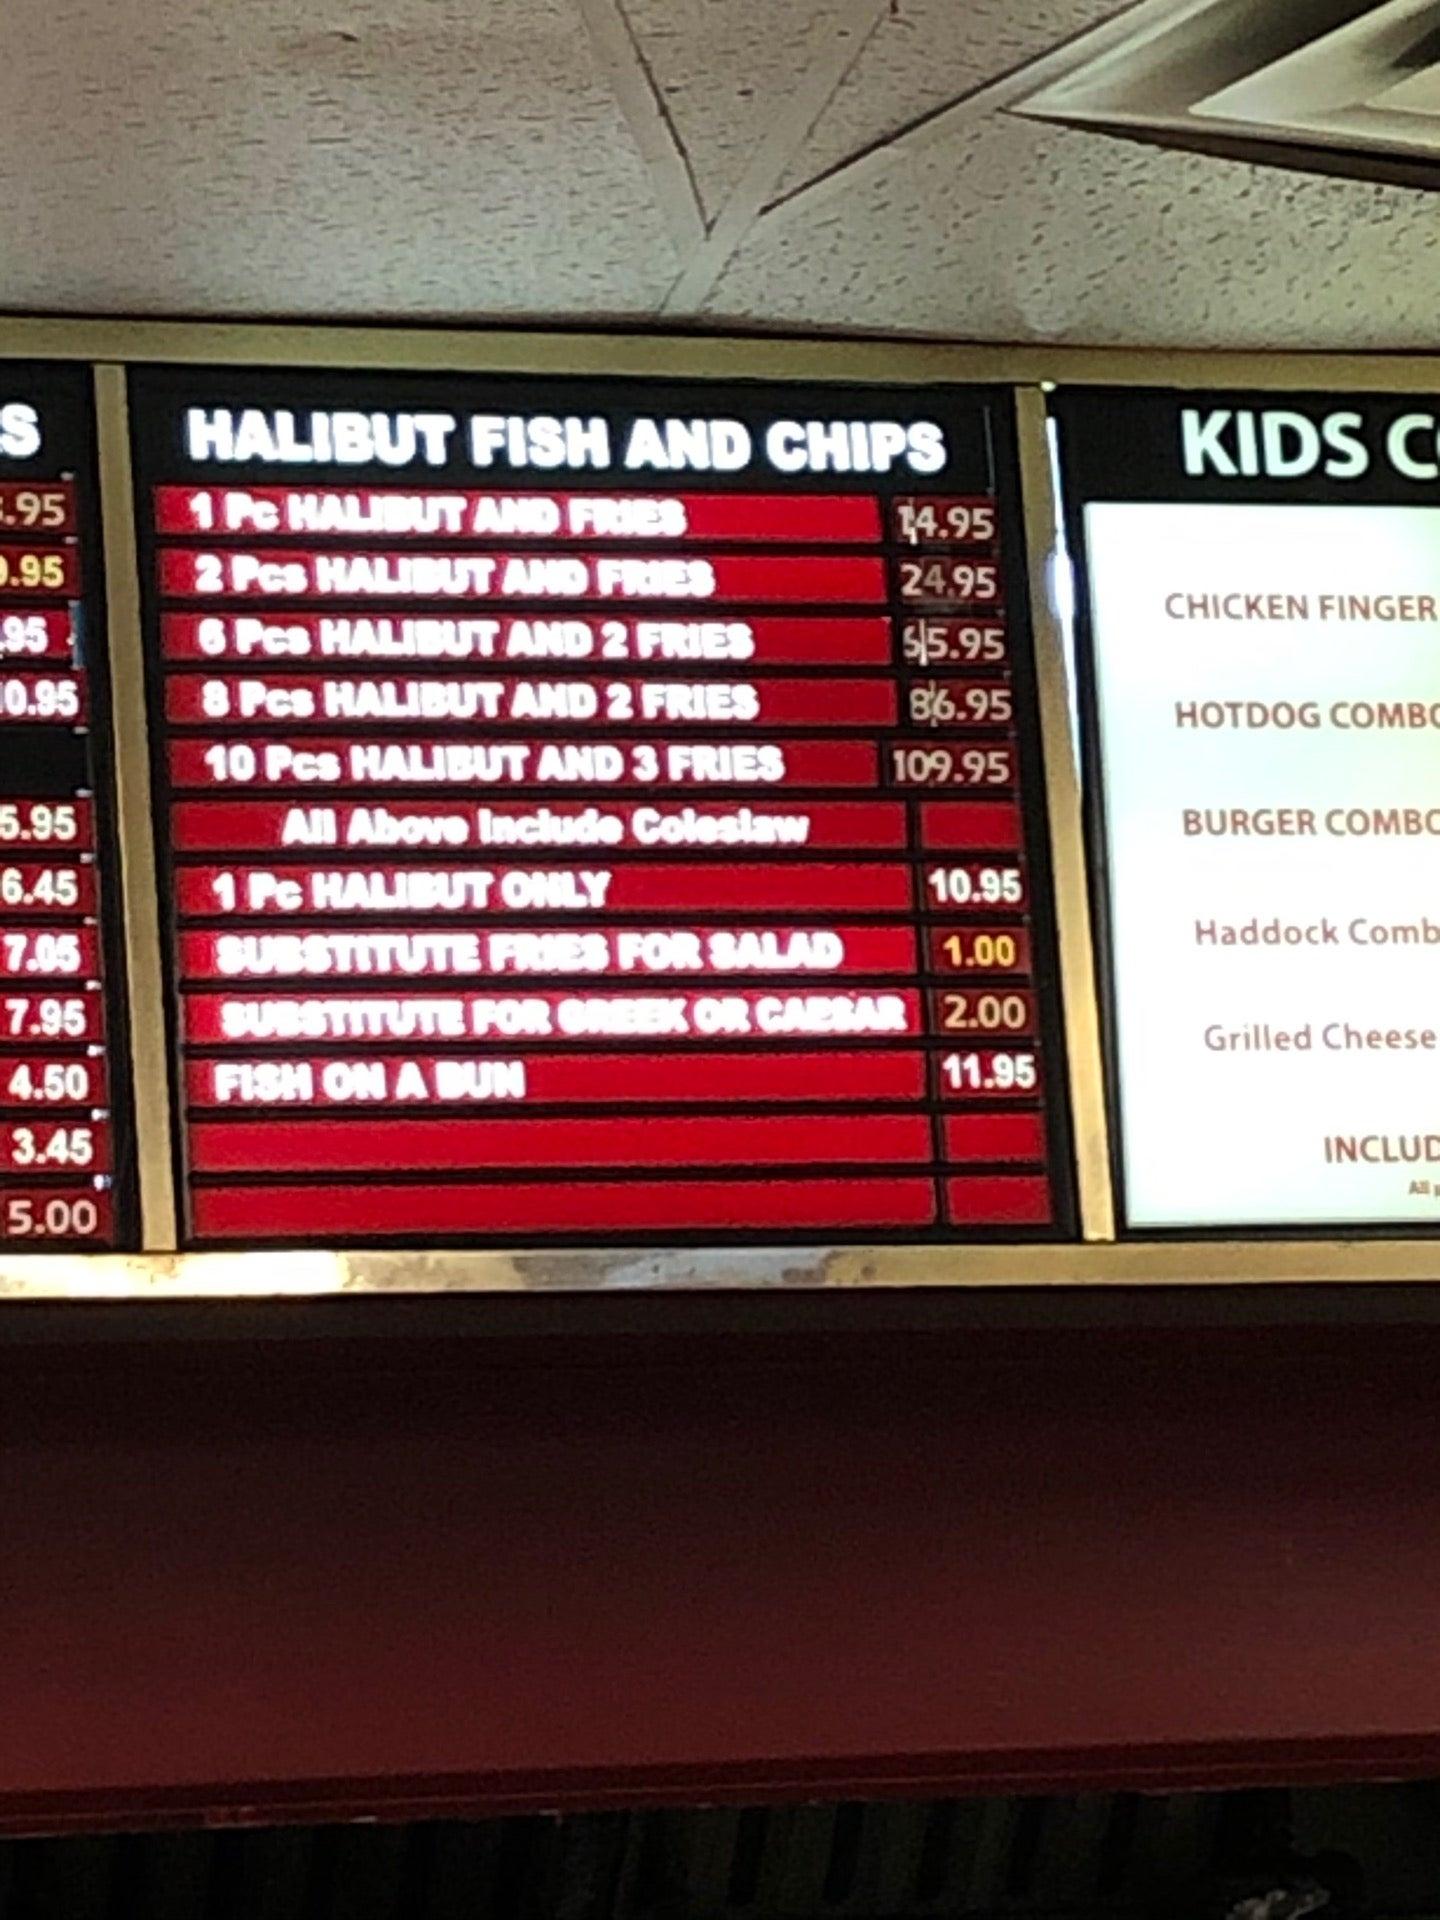 S
.95
9.95
.95
0.95
5.95
6.45
7.05
7.95
4.50
3.45
5.00
HALIBUT FISH AND CHIPS
1 Pc HALIBUT AND FRIES 14.95
2 Pcs HALIBUT AND FRIES 24.95
6 Pcs HALIBUT AND 2 FRIES 65.95
8 Pcs HALIBUT AND 2 FRIES 86.95
10 Pcs HALIBUT AND 3 FRIES 109.95
All Above Include Coleslaw
1 Pc HALIBUT ONLY 10.95
SUBSTITUTE FRIES FOR SALAD 1.00
SUBSTITUTE FOR GREEK OR CAESAR 2.00
FISH ON A BUN 11.95
KIDS C
CHICKEN FINGER
HOTDOG COMBO
BURGER COMBO
Haddock Comb
Grilled Cheese
INCLUD
All